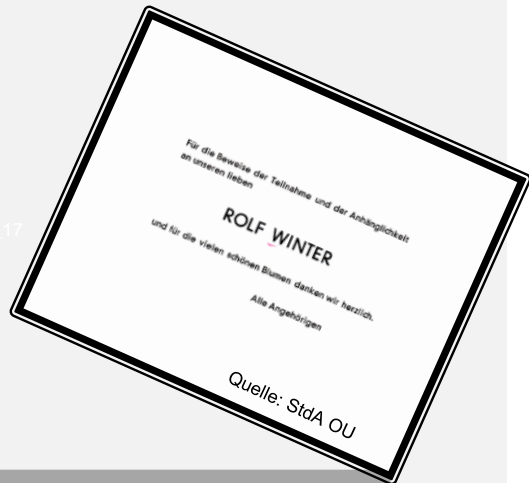 Für die Beweise der Teilnahme und der Anhänglichkeit
an unseren lieben
ROLF WINTER
und für die vielen schönen Blumen danken wir herzlich.
Alle Angehörigen
Quelle: StdA OU
17